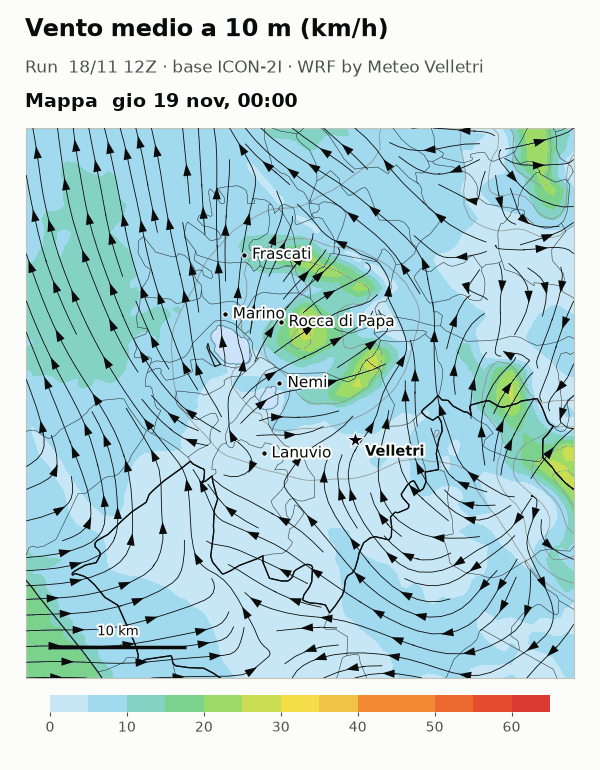 Vento medio a 10 m (km/h)
Run  18/11 12Z · base ICON-2I · WRF by Meteo Velletri
Mappa  gio 19 nov, 00:00
Frascati
Marino
Rocca di Papa
Nemi
Velletri
Lanuvio
10 km
0 10 20 30 40 50 60